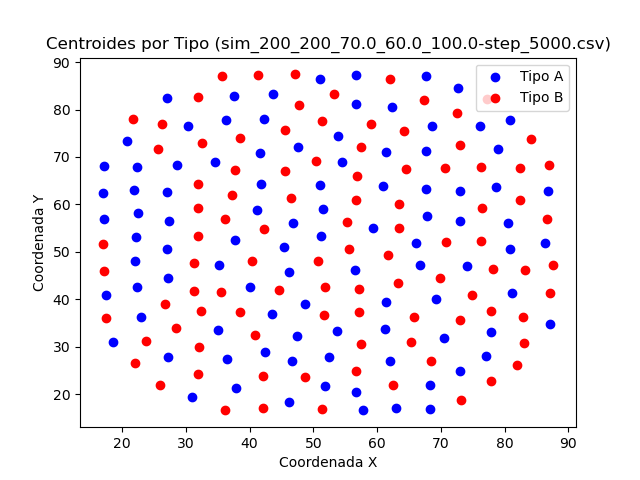 Centroides por Tipo (sim_200_200_70.0_60.0_100.0-step_5000.csv)
Tipo A
Tipo B
90
80
70
60
50
40
30
20
Coordenada Y
20 30 40 50 60 70 80 90
Coordenada X